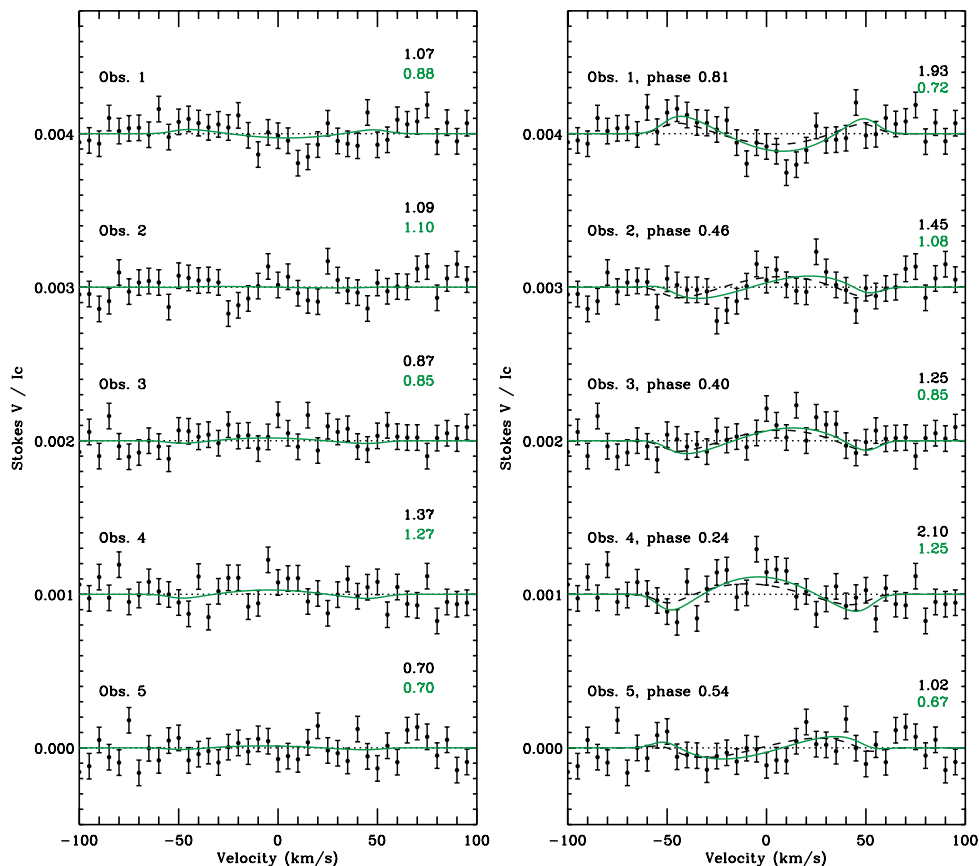 Obs. 1
1.07
0.88
0.004
Obs. 2
1.09
1.10
0.003
Obs. 3
0.87
0.85
0.002
Obs. 4
1.37
1.27
0.001
Obs. 5
0.70
0.70
0.000
Stokes V / Ic
−100 −50 0 50 100
Velocity (km/s)
Obs. 1, phase 0.81
1.93
0.72
0.004
Obs. 2, phase 0.46
1.45
1.08
0.003
Obs. 3, phase 0.40
1.25
0.85
0.002
Obs. 4, phase 0.24
2.10
1.25
0.001
Obs. 5, phase 0.54
1.02
0.67
0.000
Stokes V / Ic
−100 −50 0 50 100
Velocity (km/s)